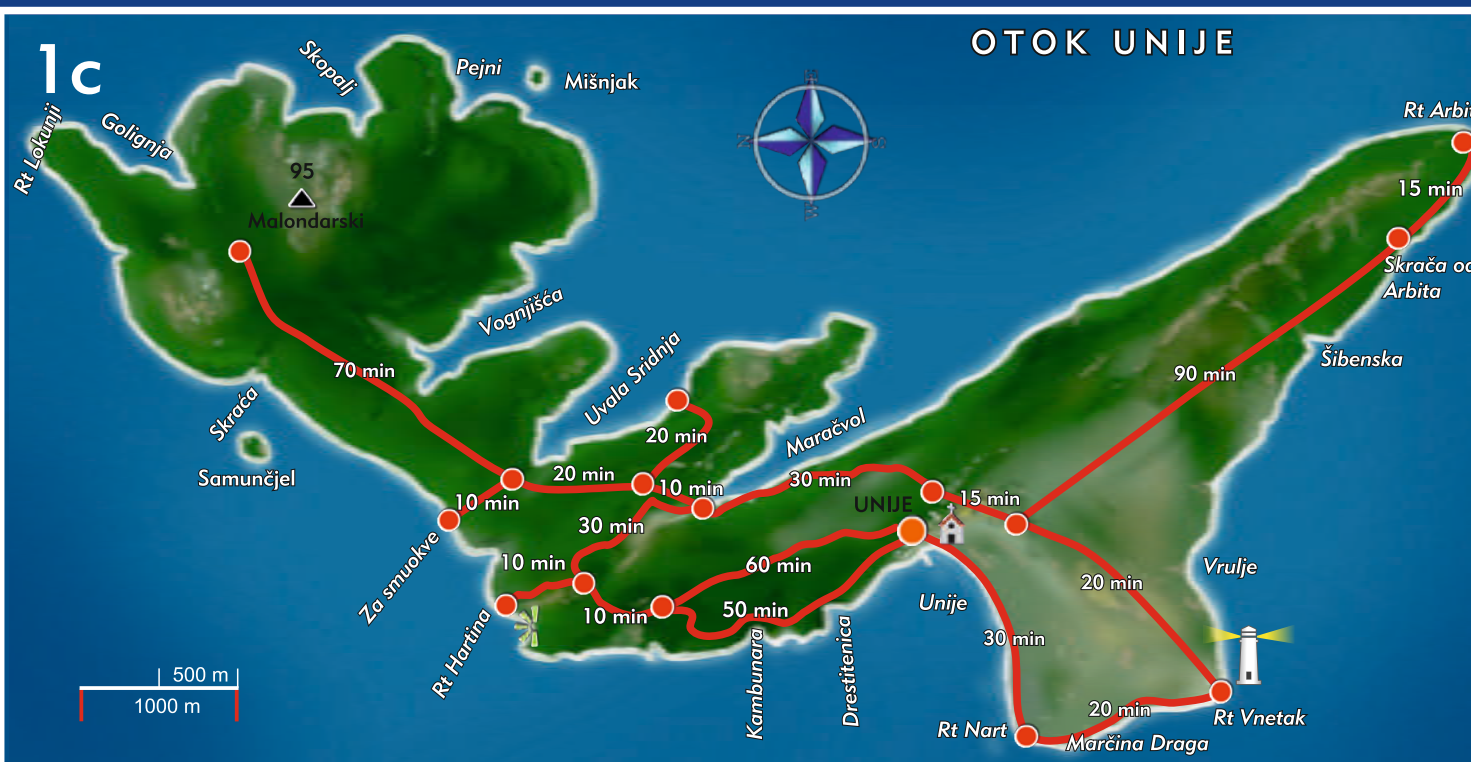 1c
OTOK UNIJE
Skopalj
Pejni
Mišnjak
Rt Lokunji
Golignja
Rt Arbit
95
Malondarski
15 min
Skrača od
Arbita
Vognjišća
Uvala Sridnja
Šibenska
70 min
90 min
Skraća
Samunčjel
20 min
Maračvol
20 min
10 min
30 min
10 min
UNIJE
15 min
30 min
Za smuokve
10 min
60 min
Vrulje
20 min
10 min
50 min
Unije
30 min
Rt Hartina
Kambunara
Drestitenica
500 m
1000 m
20 min
Rt Vnetak
Rt Nart
Marčina Draga